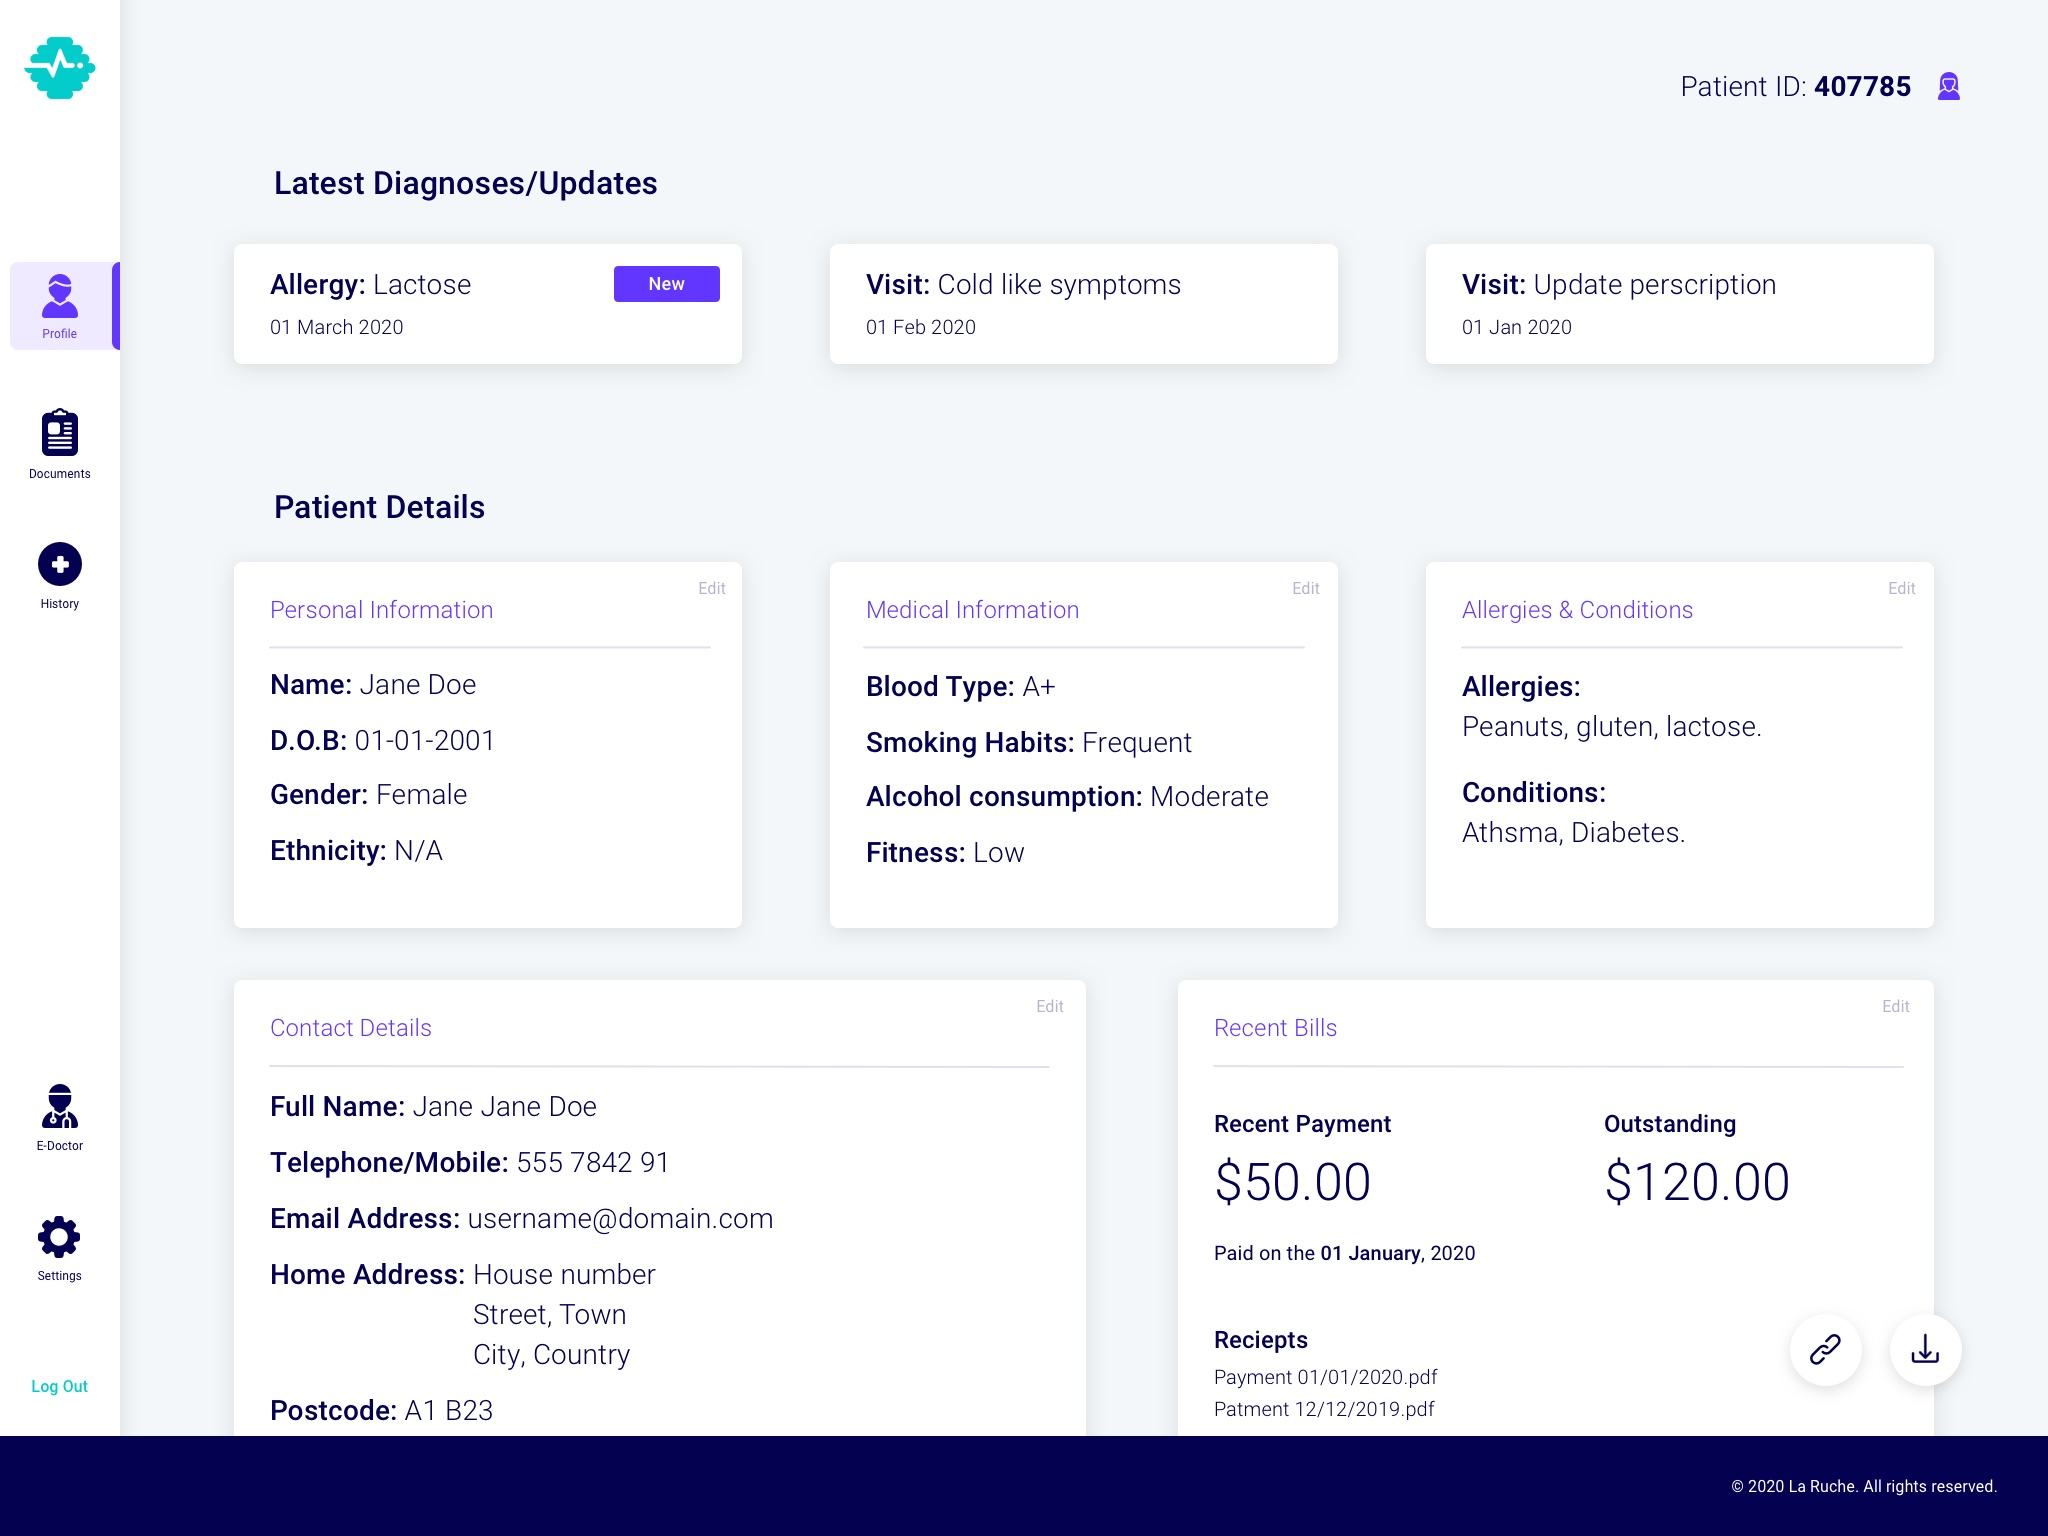 Patient ID: 407785
Latest Diagnoses/Updates
Allergy: Lactose
New
01 March 2020
Visit: Cold like symptoms
01 Feb 2020
Visit: Update perscription
01 Jan 2020
Profile
Documents
History
E-Doctor
Settings
Log Out
Patient Details
Edit
Personal Information
Name: Jane Doe
D.O.B: 01-01-2001
Gender: Female
Ethnicity: N/A
Edit
Medical Information
Blood Type: A+
Smoking Habits: Frequent
Alcohol consumption: Moderate
Fitness: Low
Edit
Allergies & Conditions
Allergies:
Peanuts, gluten, lactose.
Conditions:
Athsma, Diabetes.
Edit
Contact Details
Full Name: Jane Jane Doe
Telephone/Mobile: 555 7842 91
Email Address: username@domain.com
Home Address: House number
Street, Town
City, Country
Postcode: A1 B23
Edit
Recent Bills
Recent Payment
$50.00
Paid on the 01 January, 2020
Outstanding
$120.00
Reciepts
Payment 01/01/2020.pdf
Patment 12/12/2019.pdf
© 2020 La Ruche. All rights reserved.